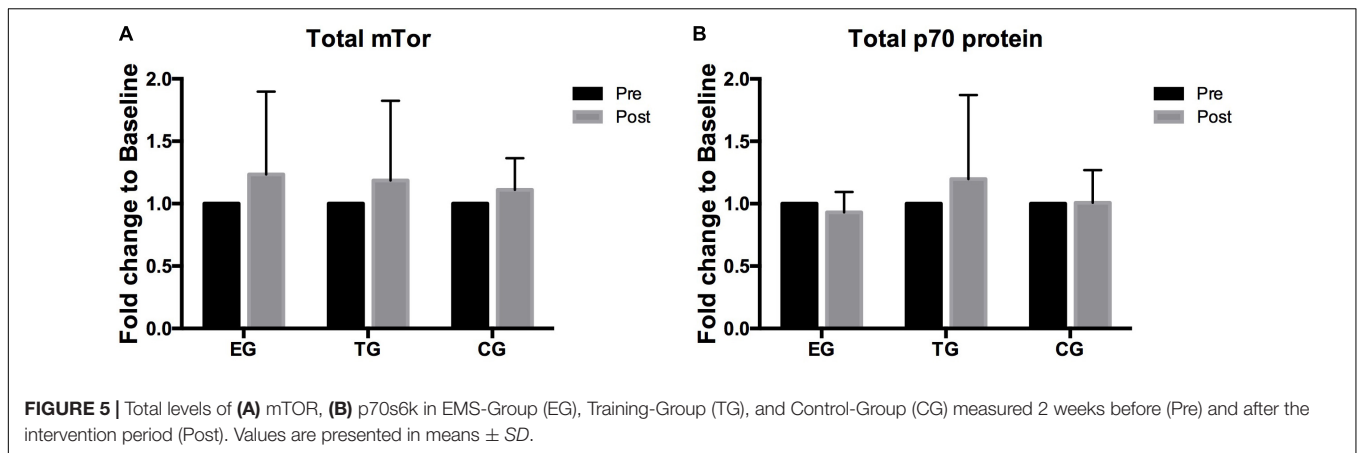 A
Total mTor
Fold change to Baseline
2.0
1.5
1.0
0.5
0.0
EG
TG
CG
Pre
Post
B
Total p70 protein
Fold change to Baseline
2.0
1.5
1.0
0.5
0.0
EG
TG
CG
Pre
Post
FIGURE 5 | Total levels of (A) mTOR, (B) p70s6k in EMS-Group (EG), Training-Group (TG), and Control-Group (CG) measured 2 weeks before (Pre) and after the
intervention period (Post). Values are presented in means ± SD.